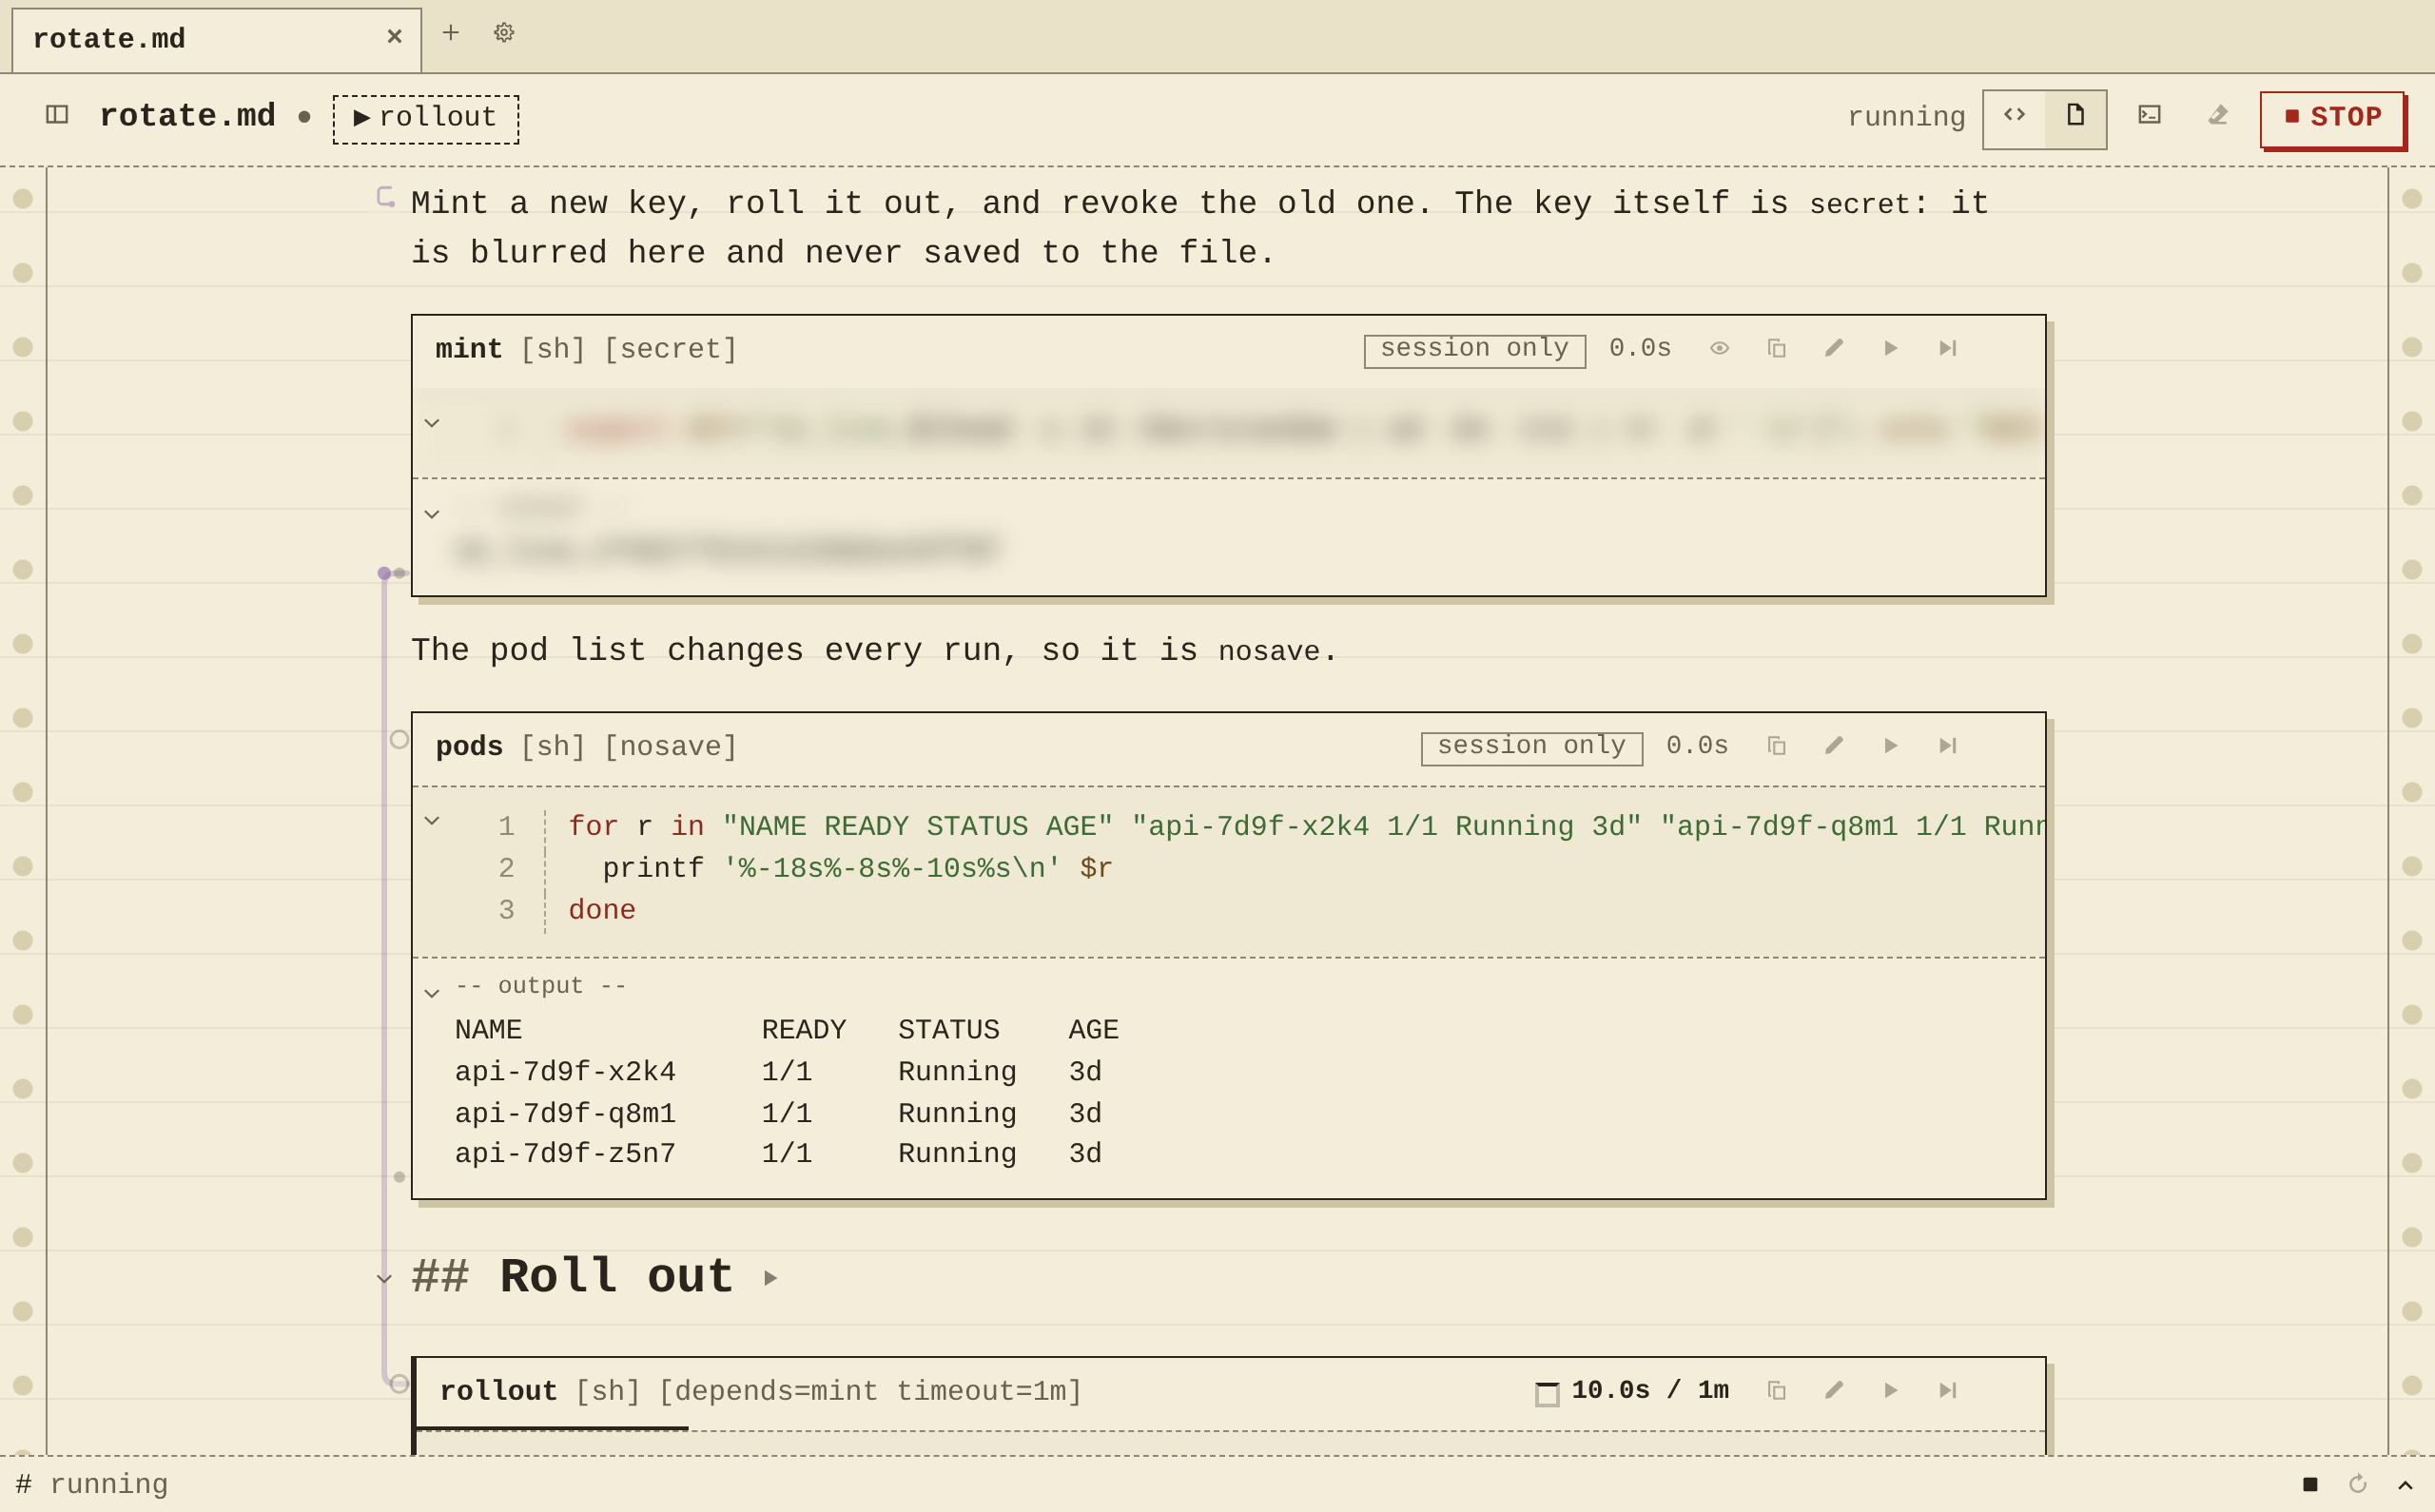 rotate.md ×
rotate.md ● ▶ rollout running STOP
Mint a new key, roll it out, and revoke the old one. The key itself is secret: it
is blurred here and never saved to the file.
mint [sh] [secret] session only 0.0s
The pod list changes every run, so it is nosave.
pods [sh] [nosave] session only 0.0s
1 for r in "NAME READY STATUS AGE" "api-7d9f-x2k4 1/1 Running 3d" "api-7d9f-q8m1 1/1 Runn
2 printf '%-18s%-8s%-10s%s\n' $r
3 done
-- output --
NAME READY STATUS AGE
api-7d9f-x2k4 1/1 Running 3d
api-7d9f-q8m1 1/1 Running 3d
api-7d9f-z5n7 1/1 Running 3d
## Roll out
rollout [sh] [depends=mint timeout=1m] 10.0s / 1m
# running